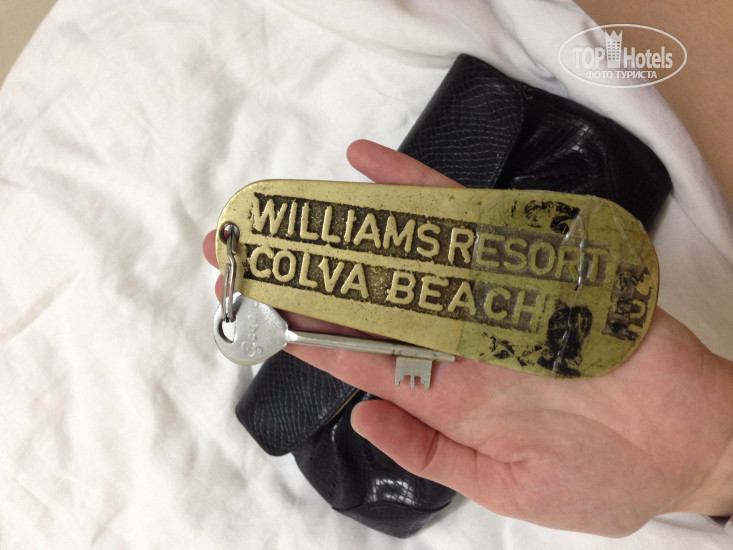 WILLIAMS RESORT
COLVA BEACH
TOP Hotels
ФОТО ТУРИСТА